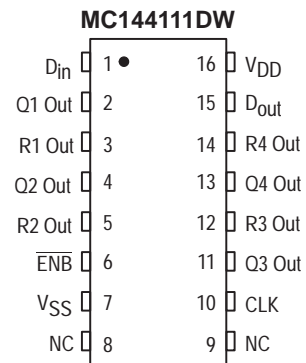 MC144111DW
Din 1 16 VDD
Q1 Out 2 15 Dout
R1 Out 3 14 R4 Out
Q2 Out 4 13 Q4 Out
R2 Out 5 12 R3 Out
ENB 6 11 Q3 Out
VSS 7 10 CLK
NC 8 9 NC